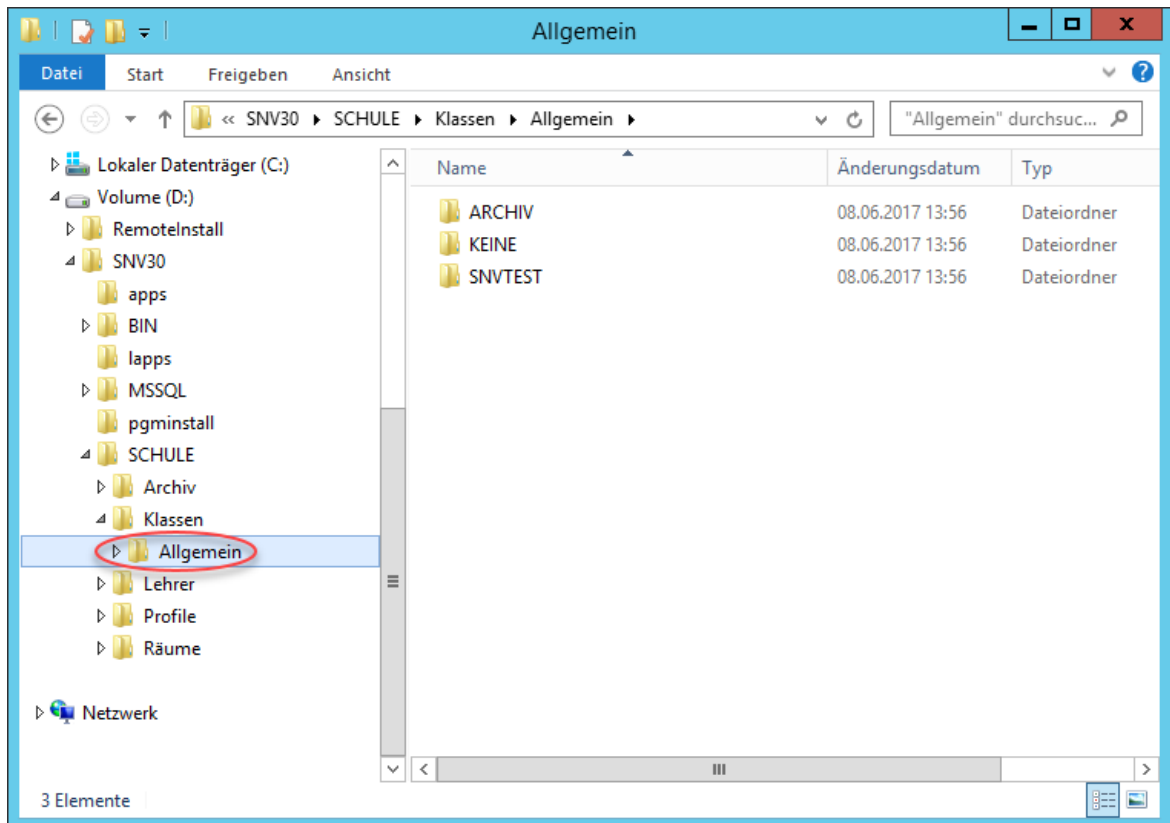 Allgemein
Datei Start Freigeben Ansicht
« SNV30 SCHULE Klassen Allgemein "Allgemein" durchsuc...
Lokaler Datenträger (C:)
Volume (D:)
RemoteInstall
SNV30
apps
BIN
lapps
MSSQL
pgminstall
SCHULE
Archiv
Klassen
Allgemein
Lehrer
Profile
Räume
Netzwerk
Name Änderungsdatum Typ
ARCHIV 08.06.2017 13:56 Dateiordner
KEINE 08.06.2017 13:56 Dateiordner
SNVTEST 08.06.2017 13:56 Dateiordner
3 Elemente